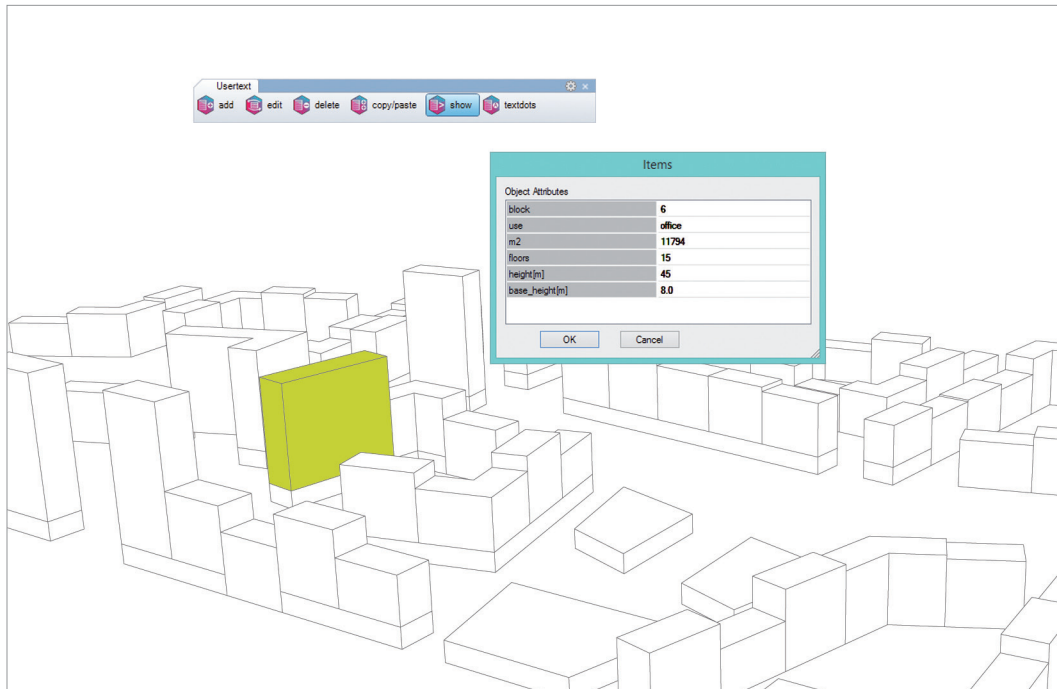 Usertext
add edit delete copy/paste show textdots
Items
Object Attributes
block 6
use office
m2 11794
floors 15
height[m] 45
base_height[m] 8.0
OK Cancel